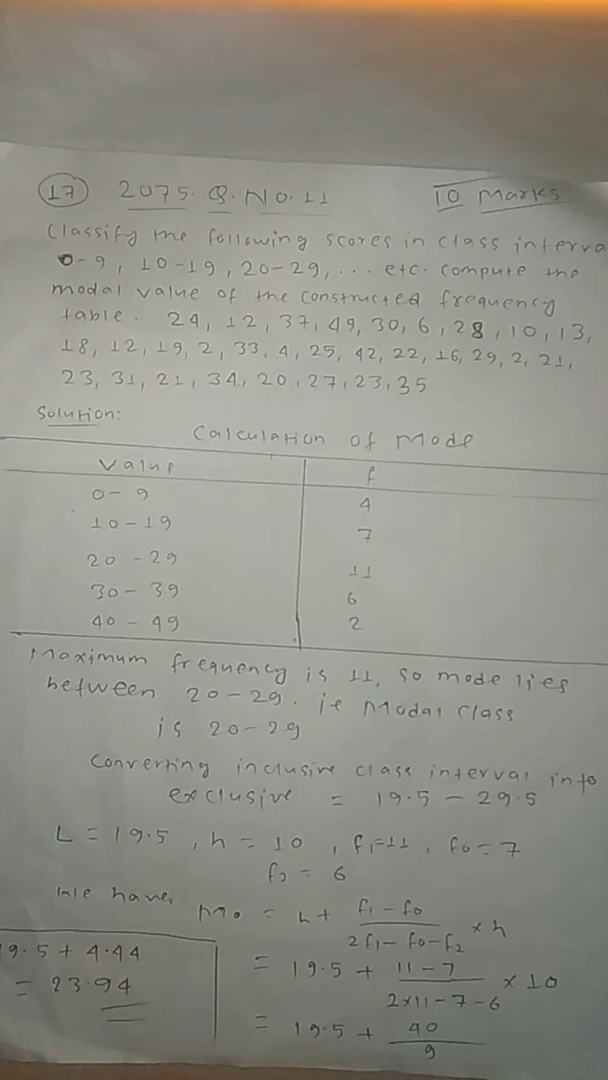 17 2075. Q. NO. 11 10 Marks
Classify the following scores in class interva
0-9, 10-19, 20-29, ... etc. compute the
modal value of the constructed frequency
table. 24, 12, 37, 49, 30, 6, 28, 10, 13,
18, 12, 19, 2, 33, 4, 25, 42, 22, 16, 29, 2, 21,
23, 31, 21, 34, 20, 27, 23, 35
Solution:
Calculation of Mode
Value f
0-9 4
10-19 7
20-29 11
30-39 6
40-49 2
Maximum frequency is 11, so mode lies
between 20-29. ie Modal Class
is 20-29
Converting inclusive class interval into
exclusive = 19.5 - 29.5
L = 19.5, h = 10, f1=11, f0=7
f2 = 6
We have,
Mo = L + (f1 - f0)/(2f1 - f0 - f2) × h
= 19.5 + (11-7)/(2×11-7-6) × 10
= 19.5 + 40/9
9.5 + 4.44
= 23.94